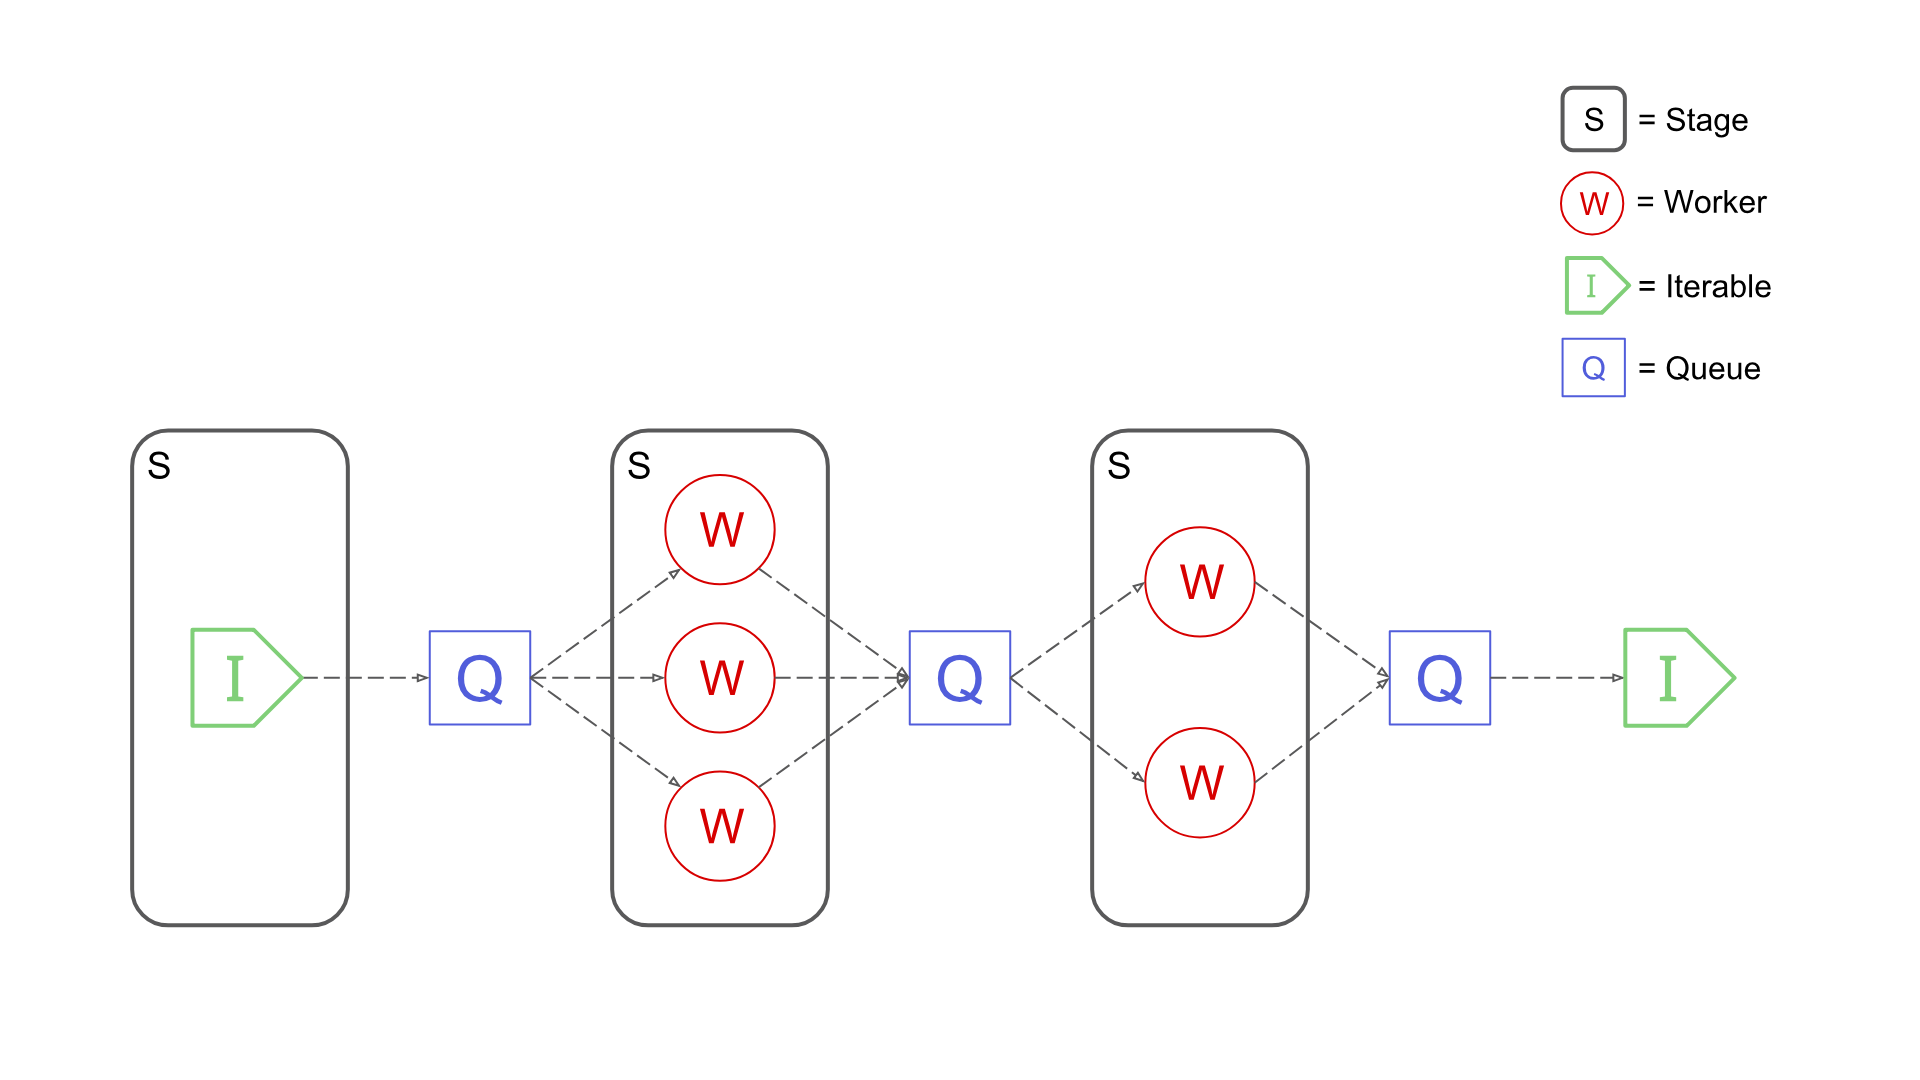 S = Stage
W = Worker
I = Iterable
Q = Queue
S
S
S
W
W
W
W
W
I
Q
Q
Q
I